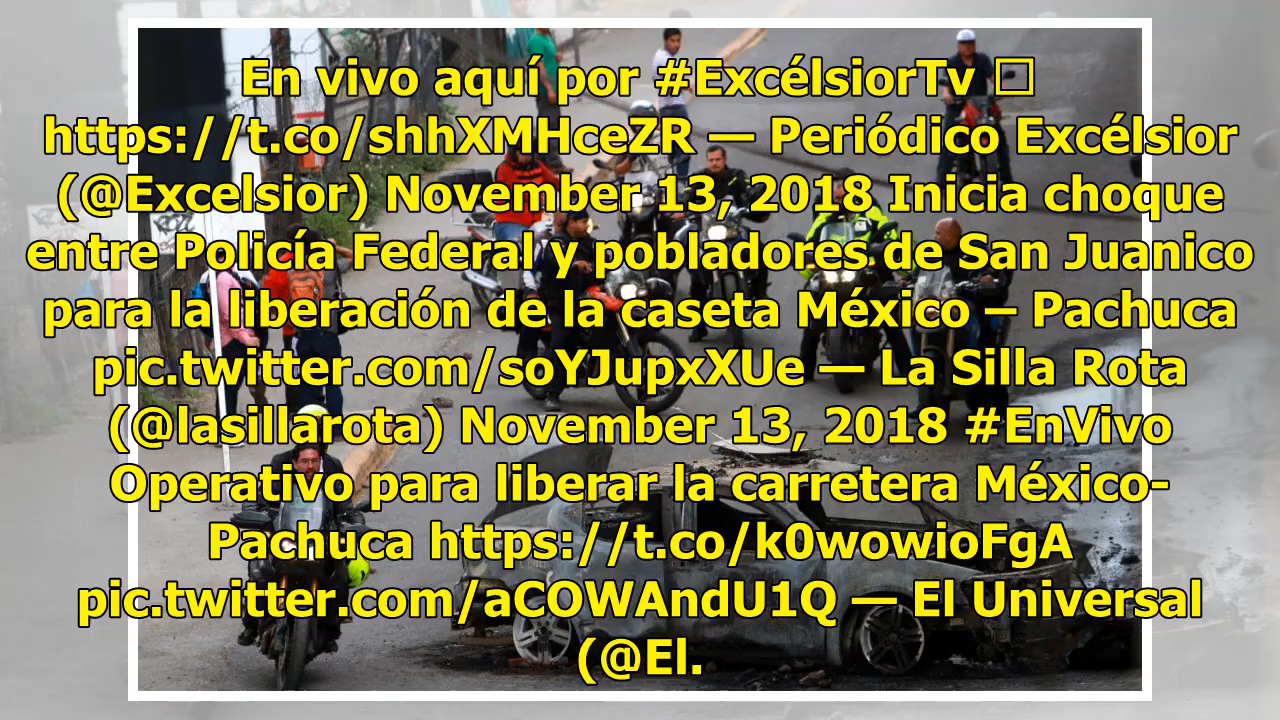 En vivo aquí por #ExcélsiorTv □
https://t.co/shhXMHceZR — Periódico Excélsior
(@Excelsior) November 13, 2018 Inicia choque
entre Policía Federal y pobladores de San Juanico
para la liberación de la caseta México – Pachuca
pic.twitter.com/soYJupxXUe — La Silla Rota
(@lasillarota) November 13, 2018 #EnVivo
Operativo para liberar la carretera México-
Pachuca https://t.co/k0wowioFgA
pic.twitter.com/aCOWAndU1Q — El Universal
(@El.